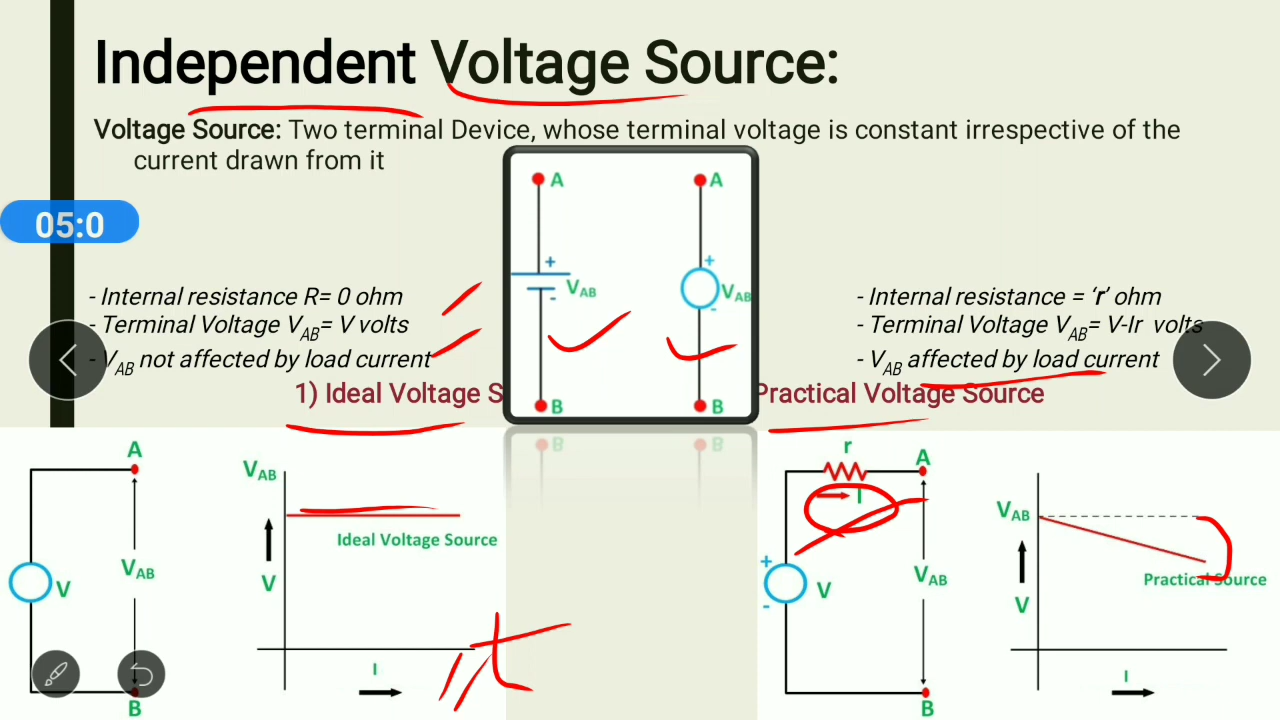 Independent Voltage Source:
Voltage Source: Two terminal Device, whose terminal voltage is constant irrespective of the
current drawn from it
05:0
- Internal resistance R= 0 ohm
- Terminal Voltage VAB= V volts
- VAB not affected by load current
1) Ideal Voltage S
A
+
-
VAB
B
A
+
VAB
-
B
- Internal resistance = ‘r’ ohm
- Terminal Voltage VAB= V-Ir volts
- VAB affected by load current
Practical Voltage Source
A
V
VAB
B
VAB
Ideal Voltage Source
V
I
B B
r
A
I
+
V
-
VAB
B
VAB
Practical Source
V
I